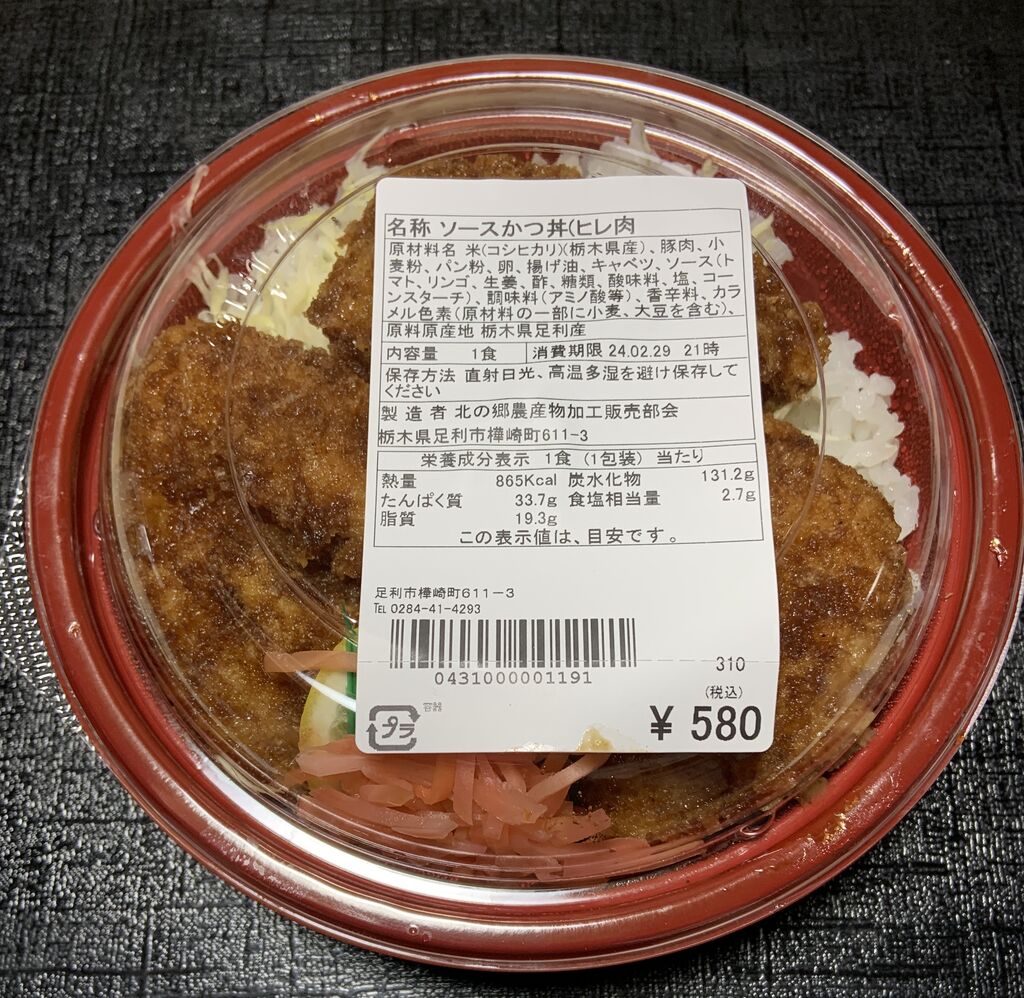 名称 ソースかつ丼(ヒレ肉
原材料名 米(コシヒカリ)(栃木県産)、豚肉、小
麦粉、パン粉、卵、揚げ油、キャベツ、ソース(ト
マト、リンゴ、生姜、酢、糖類、酸味料、塩、コー
ンスターチ)、調味料(アミノ酸等)、香辛料、カラ
メル色素(原材料の一部に小麦、大豆を含む)、
原料原産地 栃木県足利産
内容量 1食 消費期限 24.02.29 21時
保存方法 直射日光、高温多湿を避け保存して
ください
製造者 北の郷農産物加工販売部会
栃木県足利市樺崎町611-3
栄養成分表示 1食 (1包装) 当たり
熱量 865Kcal 炭水化物 131.2g
たんぱく質 33.7g 食塩相当量 2.7g
脂質 19.3g
この表示値は、目安です。
足利市樺崎町611-3
℡ 0284-41-4293
0431000001191
310
(税込)
¥ 580
容器
プラ